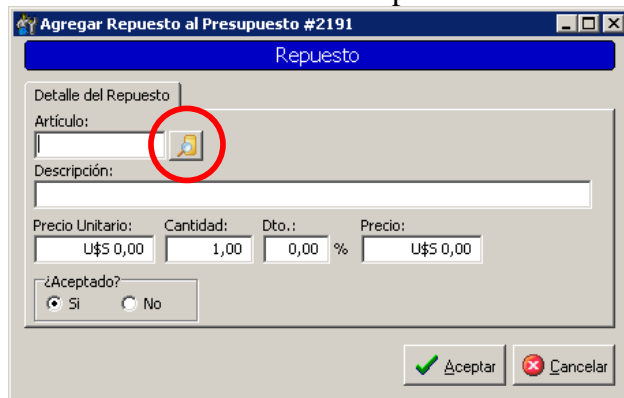 Agregar Repuesto al Presupuesto #2191
Repuesto
Detalle del Repuesto
Artículo:
Descripción:
Precio Unitario: Cantidad: Dto.: Precio:
U$S 0,00 1,00 0,00 % U$S 0,00
¿Aceptado?
Si No
Aceptar Cancelar